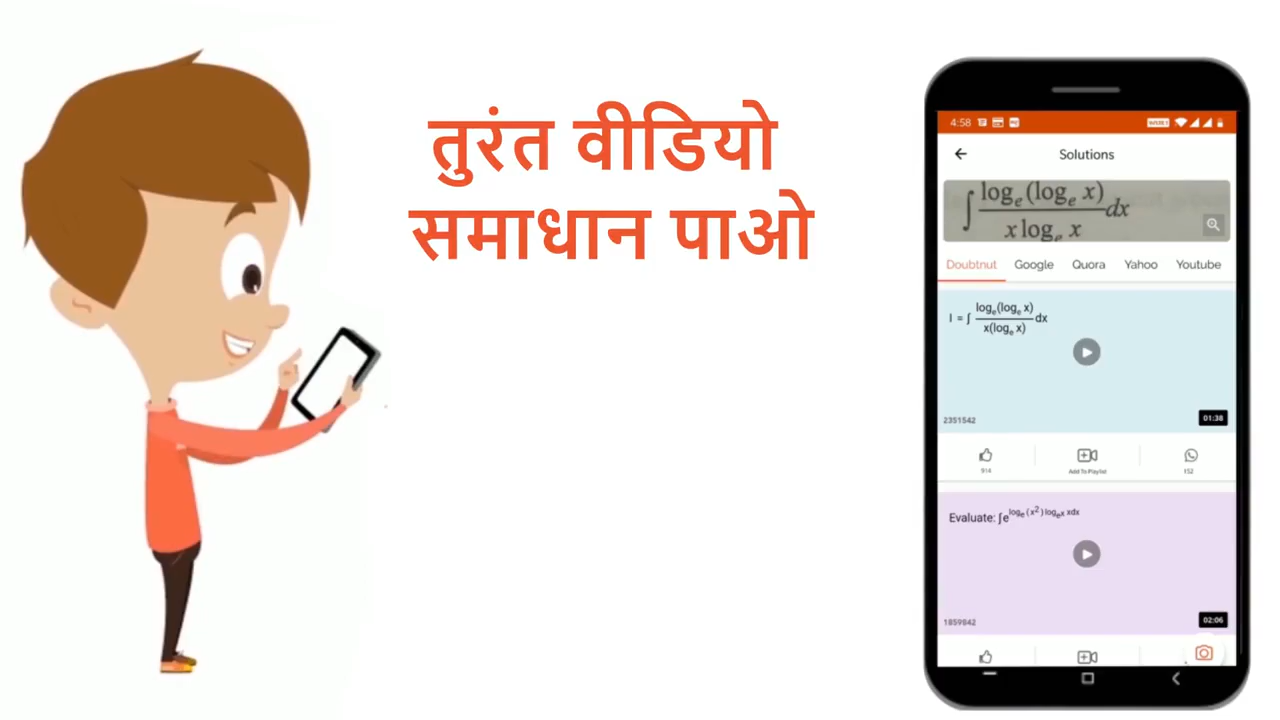 तुरंत वीडियो
समाधान पाओ
4:58
Solutions
∫ logₑ(logₑ x) / x logₑ x dx
Doubtnut Google Quora Yahoo Youtube
I = ∫ logₑ(logₑ x) / x(logₑ x) dx
2351542
01:38
914
Add To Playlist
152
Evaluate: ∫e^logₑ(x²) logₑx xdx
1859842
02:06